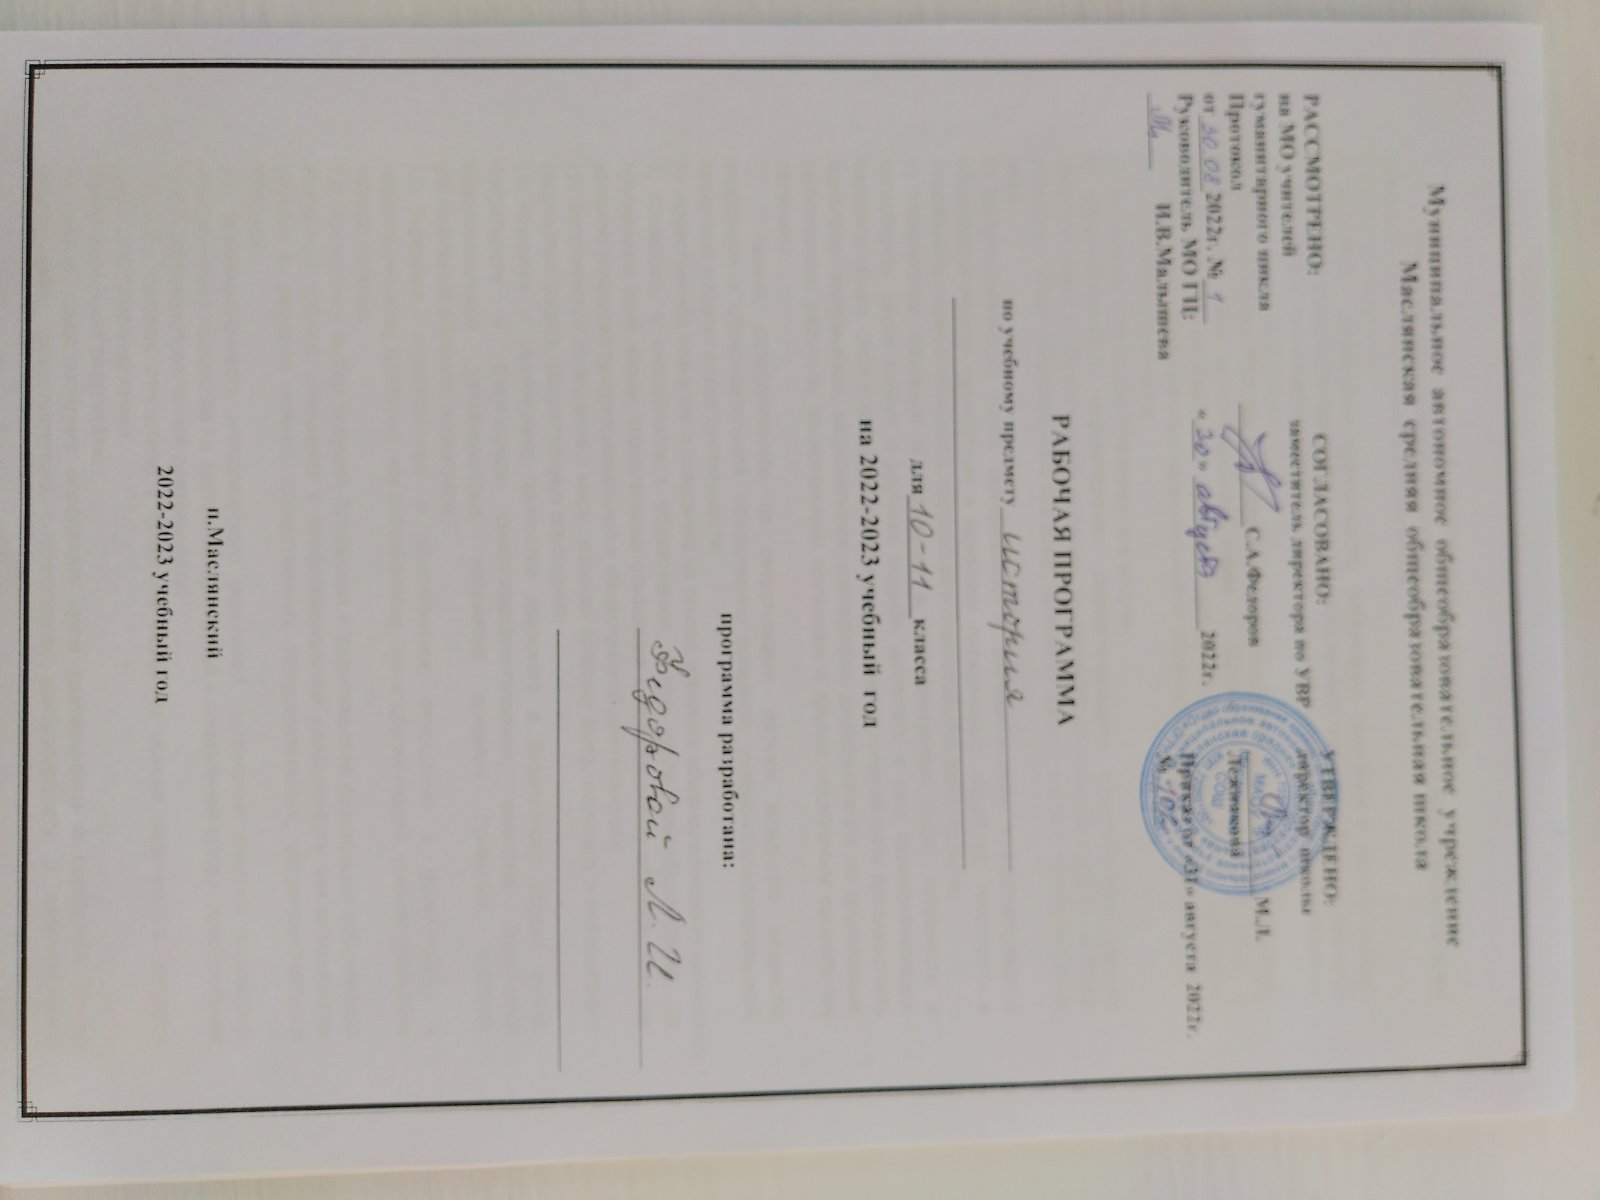 Муниципальное автономное общеобразовательное учреждение
Маслянская средняя общеобразовательная школа
РАССМОТРЕНО:
на МО учителей
гуманитарного цикла
Протокол
от 30 08 2022г. № 1
Руководитель МО ГЦ:
И.В.Малышева
СОГЛАСОВАНО:
заместитель директора по УВР
С.А.Федоров
« 30 » августа 2022г.
УТВЕРЖДЕНО:
директор школы
М.Л.
Лежникова
Приказ от «31» августа 2022г.
№
РАБОЧАЯ ПРОГРАММА
по учебному предмету история
для 10-11 класса
на 2022-2023 учебный год
программа разработана:
Федоровой Л.И.
п.Маслянский
2022-2023 учебный год